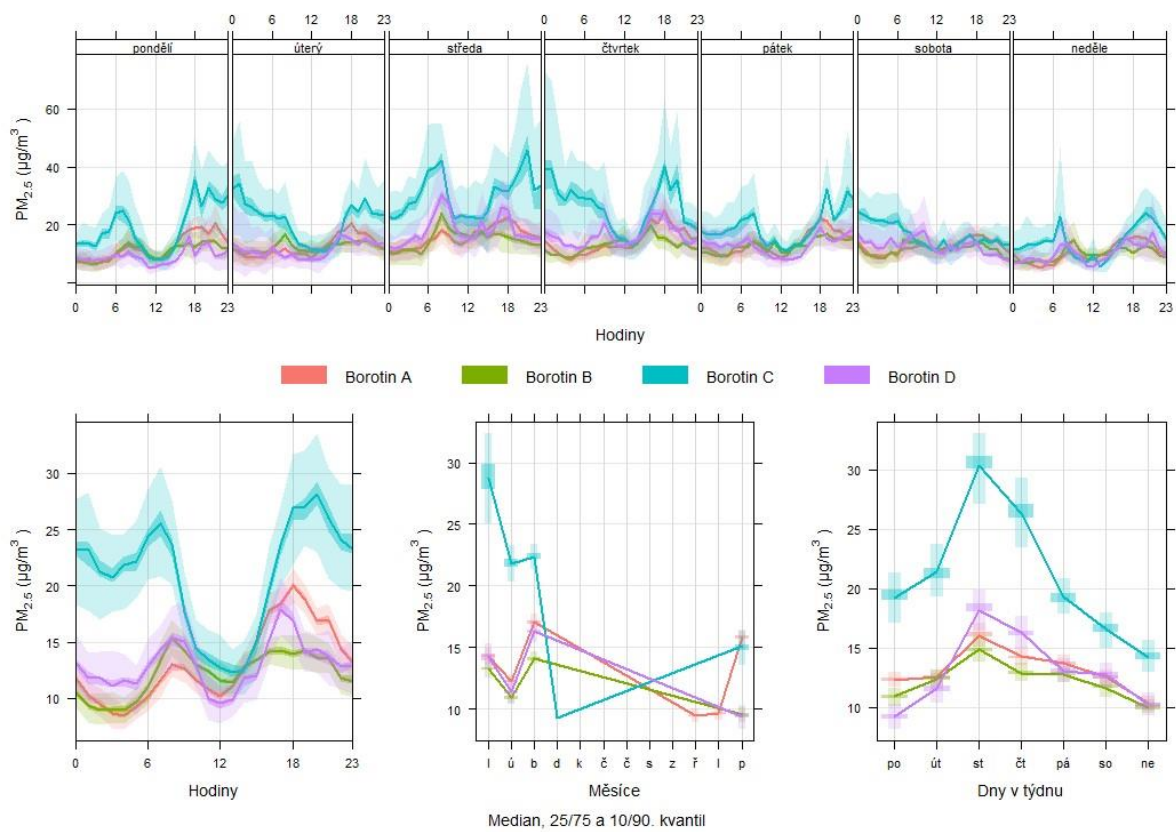 0 6 12 18 23 0 6 12 18 23 0 6 12 18 23
pondělí úterý středa čtvrtek pátek sobota neděle
60
40
20
PM2.5 (µg/m³)
0 6 12 18 23 0 6 12 18 23 0 6 12 18 23 0 6 12 18 23
Hodiny
Borotin A Borotin B Borotin C Borotin D
30
25
20
15
10
PM2.5 (µg/m³)
0 6 12 18 23
Hodiny
30
25
20
15
10
PM2.5 (µg/m³)
l ú b d k č č s z ř l p
Měsíce
30
25
20
15
10
PM2.5 (µg/m³)
po út st čt pá so ne
Dny v týdnu
Median, 25/75 a 10/90. kvantil